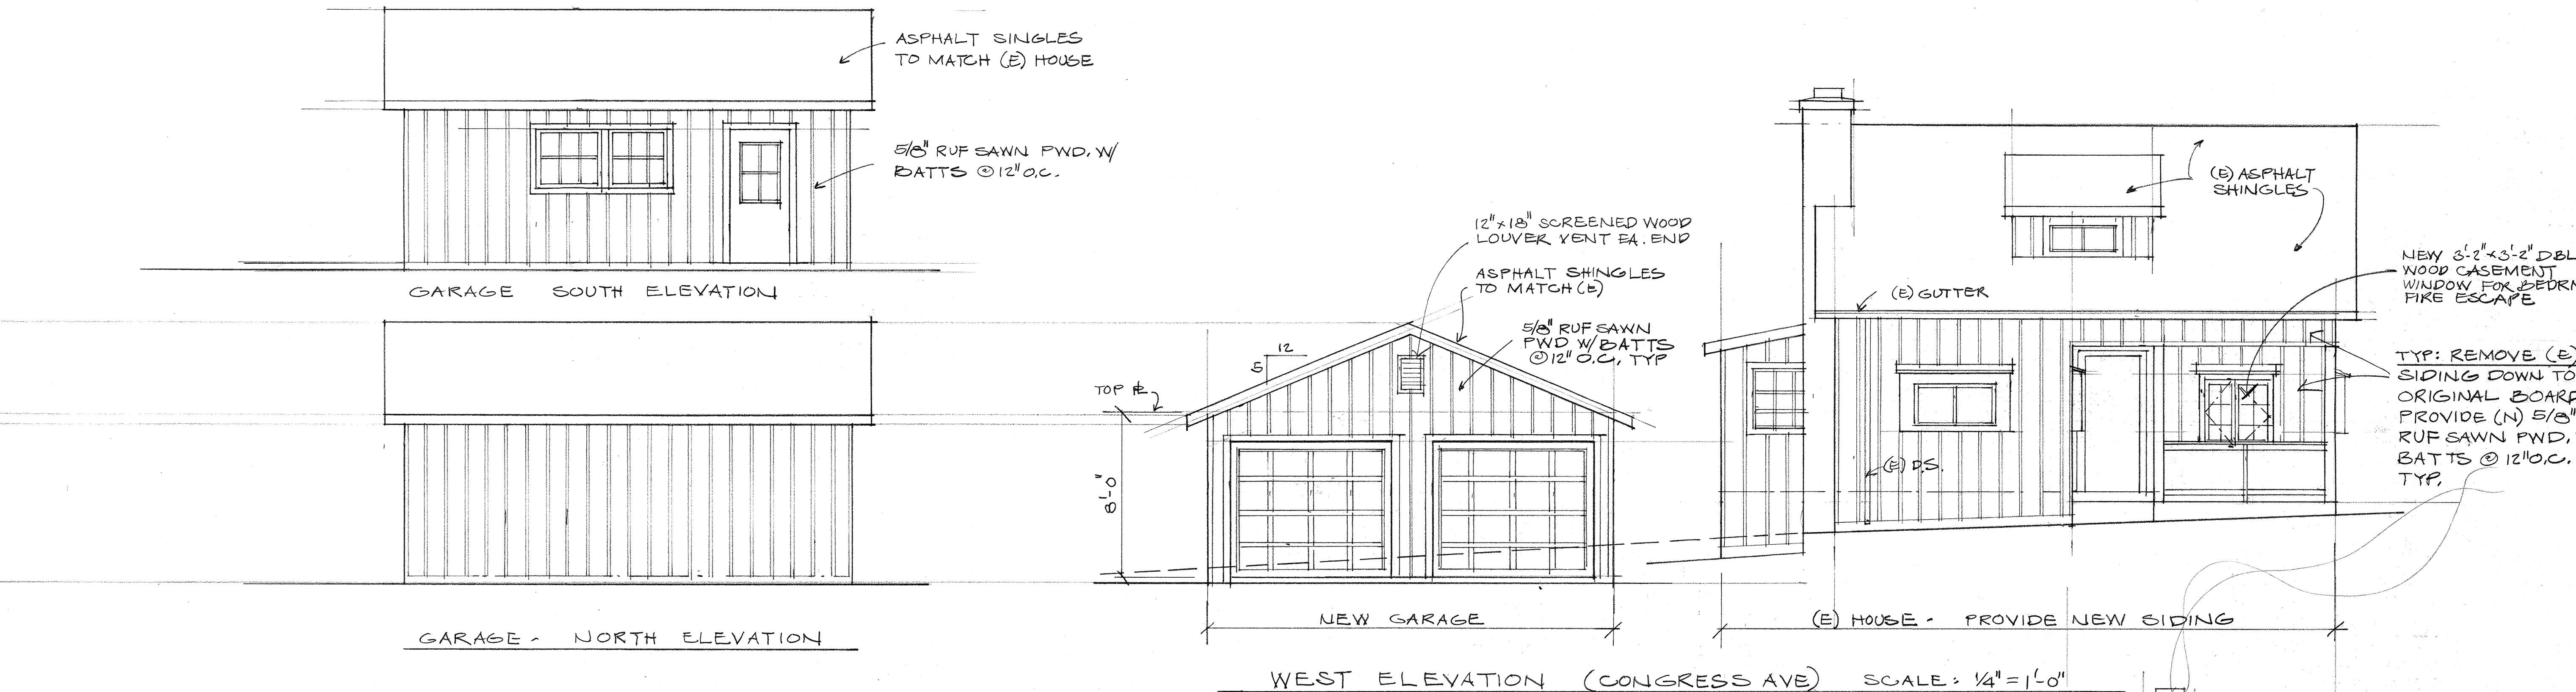 ASPHALT SINGLES
TO MATCH (E) HOUSE
5/8" RUF SAWN PWD. W/
BATTS @ 12" O.C.
GARAGE SOUTH ELEVATION
GARAGE - NORTH ELEVATION
12" x 18" SCREENED WOOD
LOUVER VENT EA. END
ASPHALT SHINGLES
TO MATCH (E)
5/8" RUF SAWN
PWD W/ BATTS
@ 12" O.C. TYP
12
5
TOP PL
8'-0"
NEW GARAGE
(E) GUTTER
(E) ASPHALT
SHINGLES
(E) D.S.
NEW 3'-2" x 3'-2" DBL
WOOD CASEMENT
WINDOW FOR BEDRM
FIRE ESCAPE
TYP: REMOVE (E)
SIDING DOWN TO
ORIGINAL BOARD
PROVIDE (N) 5/8"
RUF SAWN PWD.
BATTS @ 12" O.C.
TYP.
(E) HOUSE - PROVIDE NEW SIDING
WEST ELEVATION (CONGRESS AVE) SCALE: 1/4" = 1'-0"